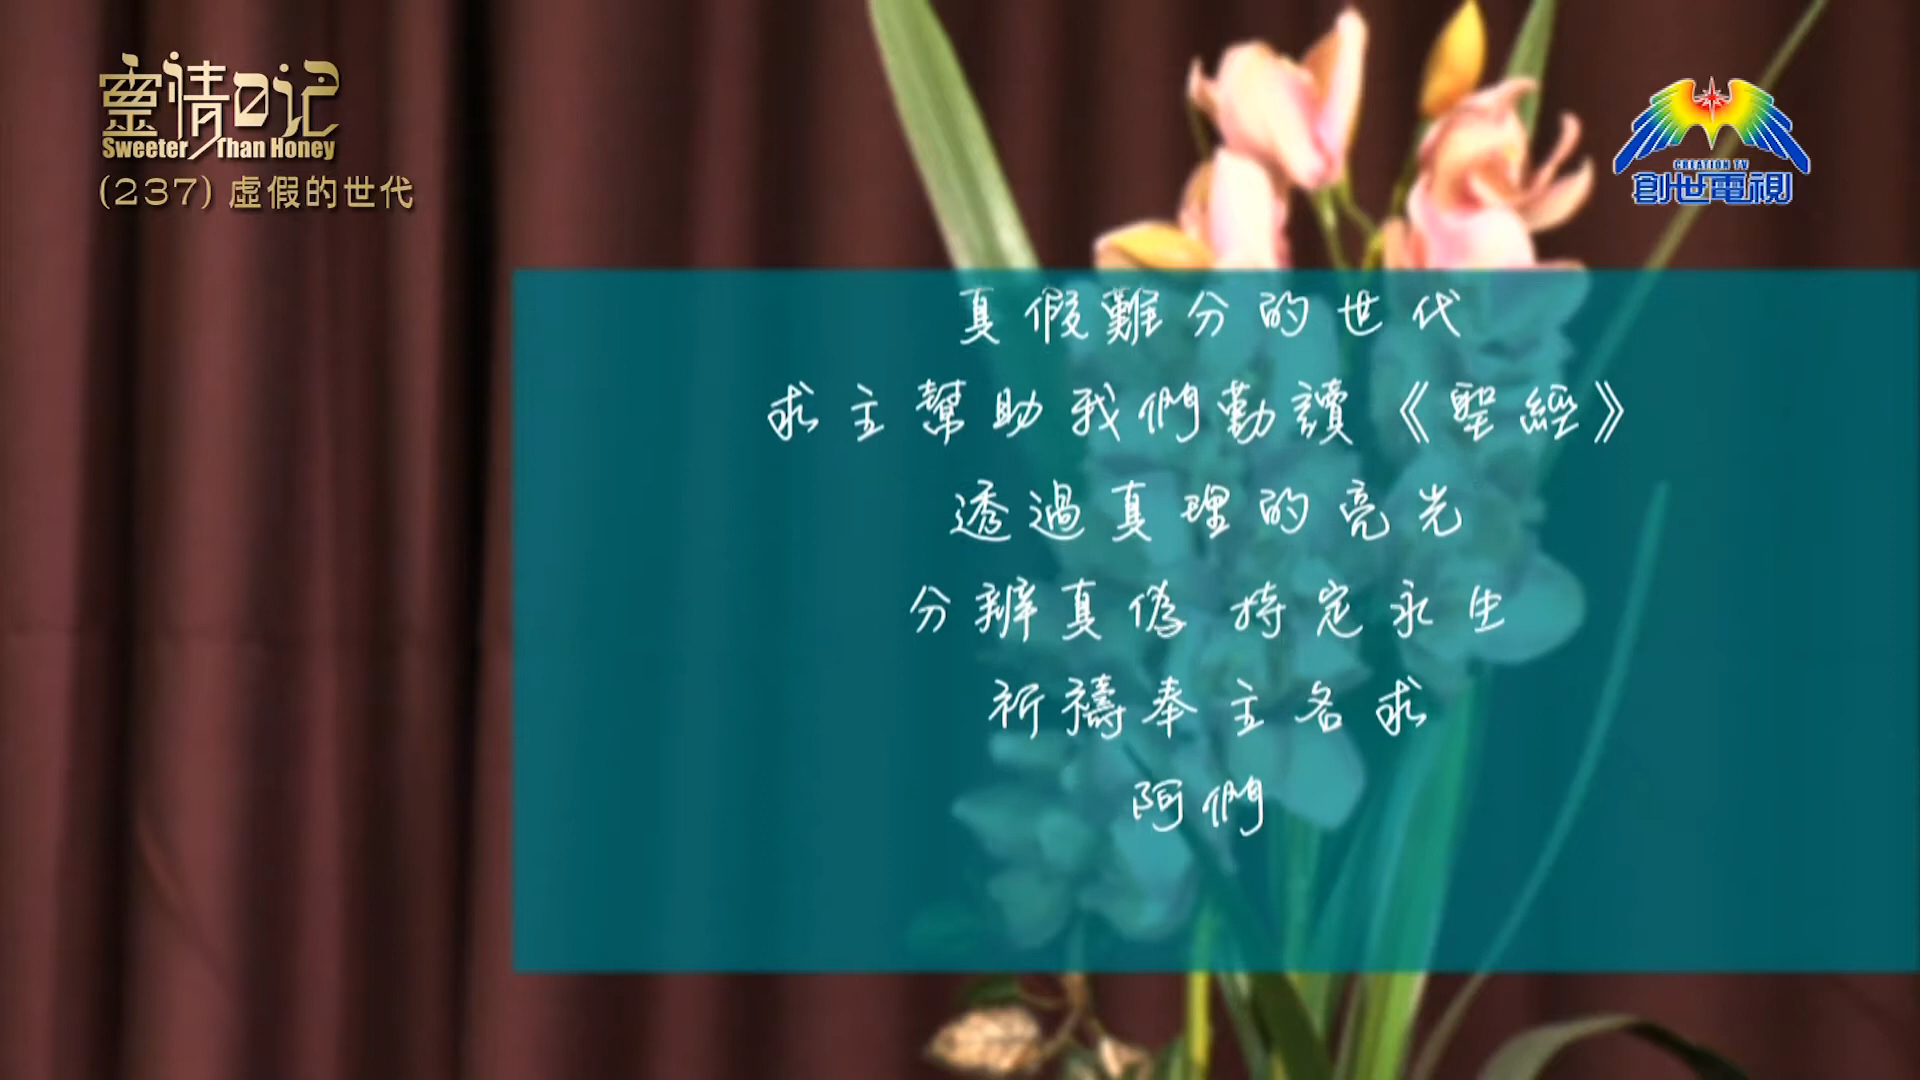 靈情日记
Sweeter Than Honey
(237) 虛假的世代
CREATION TV
創世電視
真假難分的世代
求主幫助我們勤讀《聖經》
透過真理的亮光
分辨真偽 持定永生
祈禱奉主名求
阿們